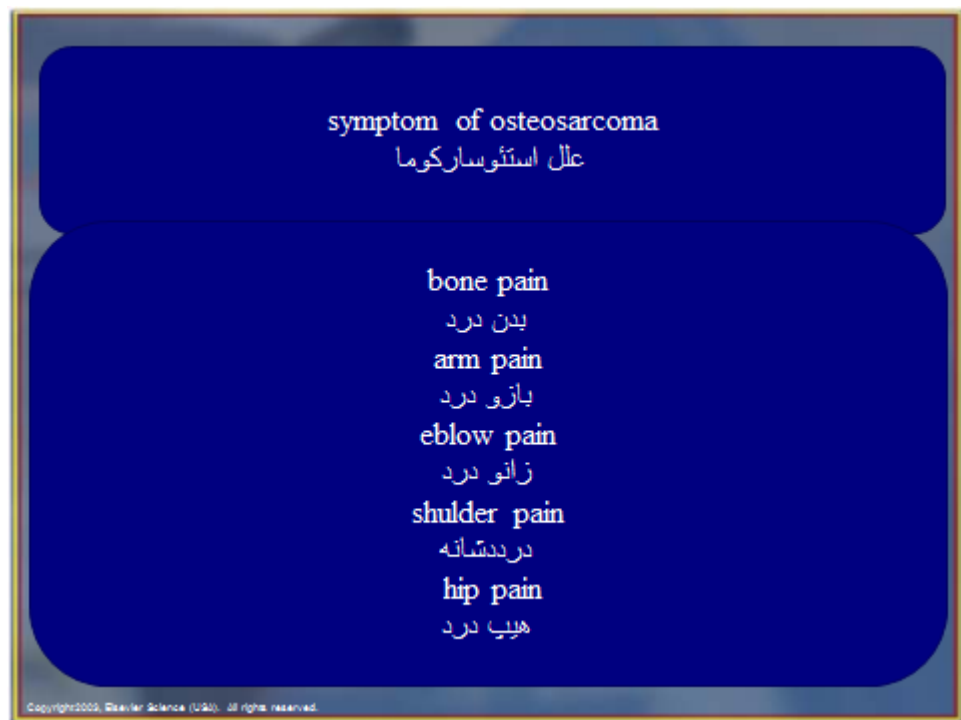 symptom of osteosarcoma
علل استئوسارکوما
bone pain
بدن درد
arm pain
بازو درد
eblow pain
زانو درد
shulder pain
درددشانه
hip pain
هیپ درد
Copyright2003, Elsevier Science (USA). All rights reserved.